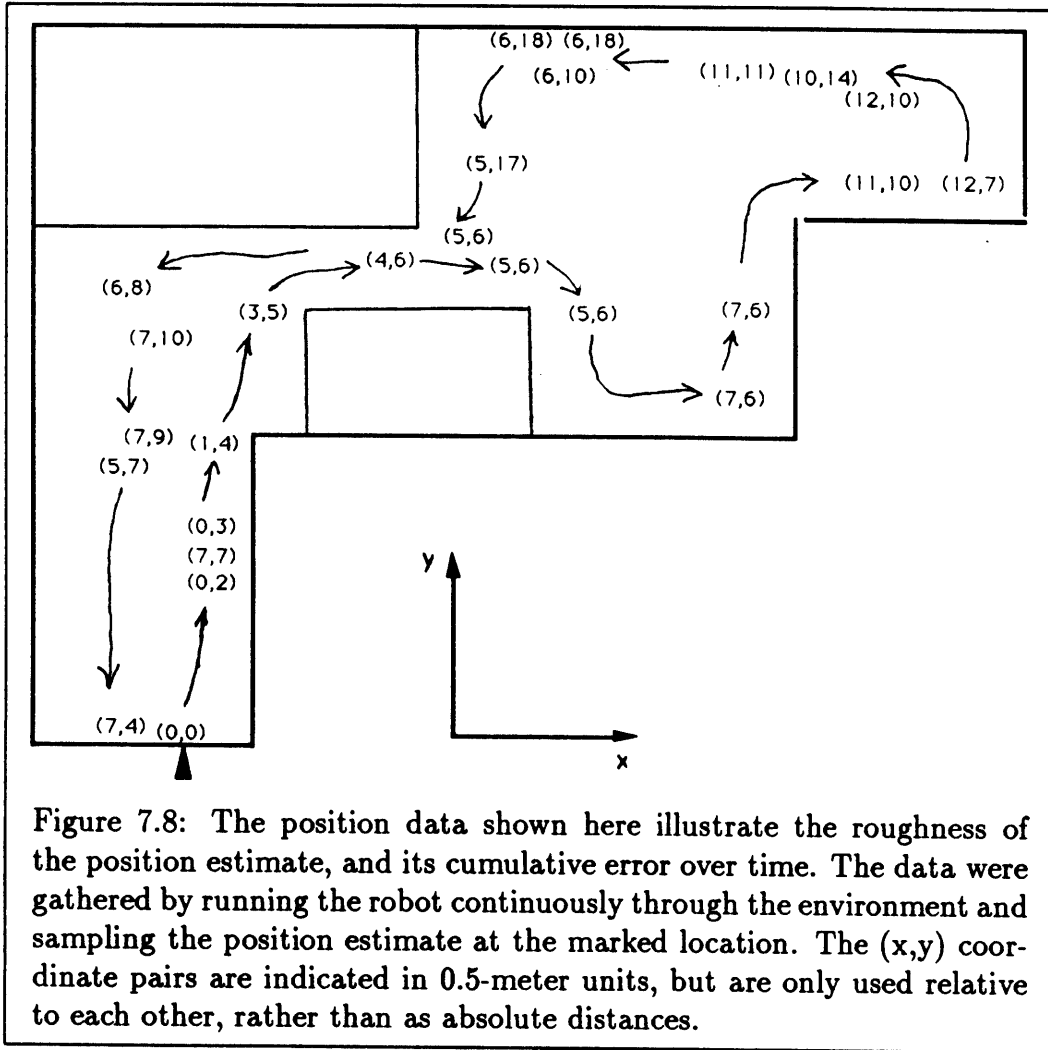 (6,18) (6,18)
(6,10)
(11,11) (10,14)
(12,10)
(5,17)
(11,10) (12,7)
(5,6)
(4,6)
(5,6)
(6,8)
(3,5)
(5,6)
(7,6)
(7,10)
(7,6)
(7,9) (1,4)
(5,7)
(0,3)
(7,7)
(0,2)
y
(7,4) (0,0)
x
Figure 7.8: The position data shown here illustrate the roughness of
the position estimate, and its cumulative error over time. The data were
gathered by running the robot continuously through the environment and
sampling the position estimate at the marked location. The (x,y) coor-
dinate pairs are indicated in 0.5-meter units, but are only used relative
to each other, rather than as absolute distances.